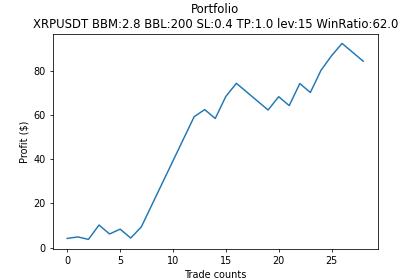 Portfolio
XRPUSDT BBM:2.8 BBL:200 SL:0.4 TP:1.0 lev:15 WinRatio:62.0
80
60
40
20
0
Profit ($)
0 5 10 15 20 25
Trade counts